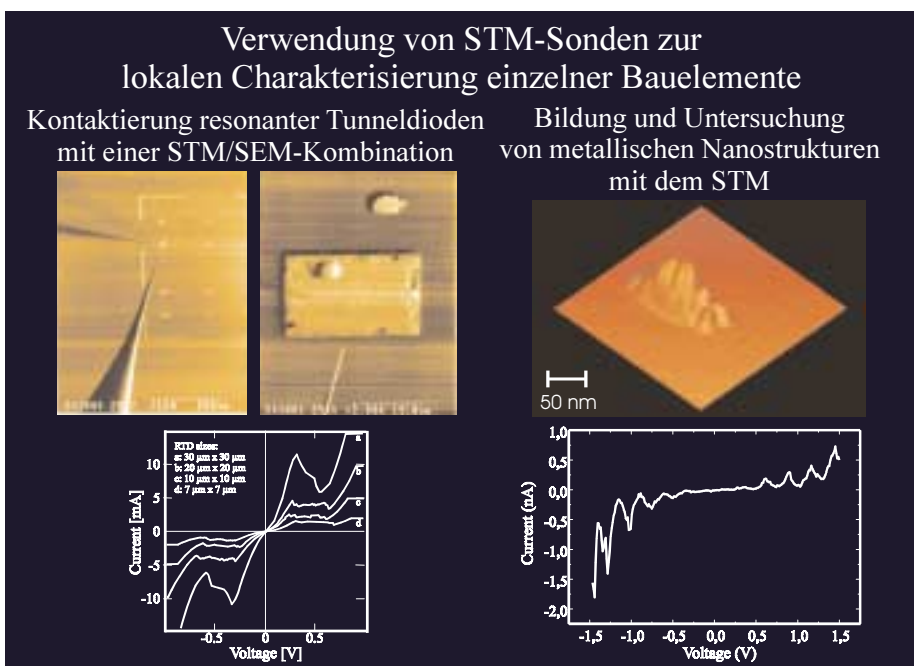 Verwendung von STM-Sonden zur
lokalen Charakterisierung einzelner Bauelemente
Kontaktierung resonanter Tunneldioden
mit einer STM/SEM-Kombination
Bildung und Untersuchung
von metallischen Nanostrukturen
mit dem STM
50 nm
RTD sizes:
a: 30 µm x 30 µm
b: 20 µm x 20 µm
c: 10 µm x 10 µm
d: 7 µm x 7 µm
a
b
c
d
Current [mA]
10
5
0
-5
-10
-0.5
0
0.5
Voltage [V]
Current (nA)
1,0
0,5
0,0
-0,5
-1,0
-1,5
-2,0
-1,5
-1,0
-0,5
0,0
0,5
1,0
1,5
Voltage (V)